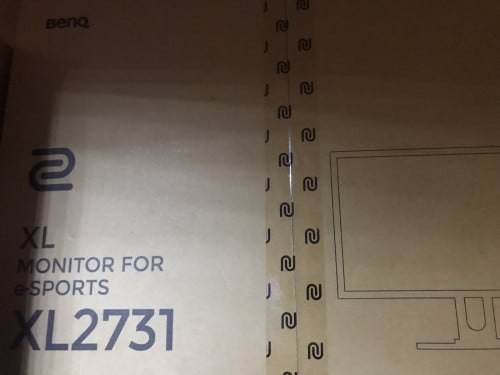 BenQ
XL
MONITOR FOR
e-SPORTS
XL2731